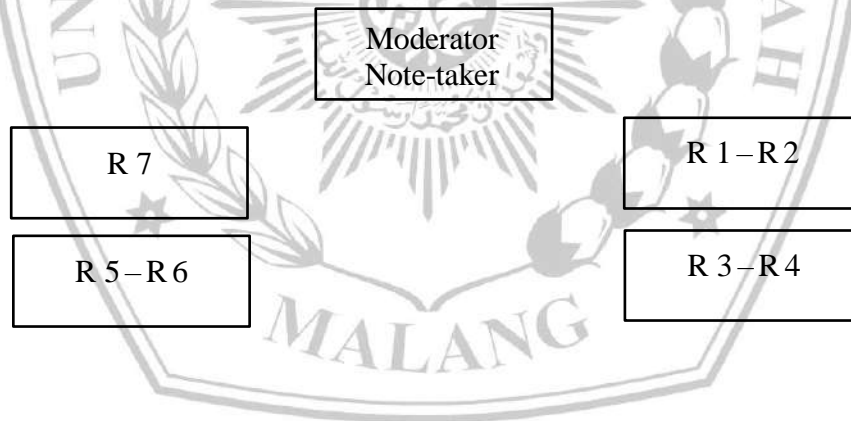 Moderator
Note-taker
R 7
R 1 – R 2
R 5 – R 6
R 3 – R 4
MALANG